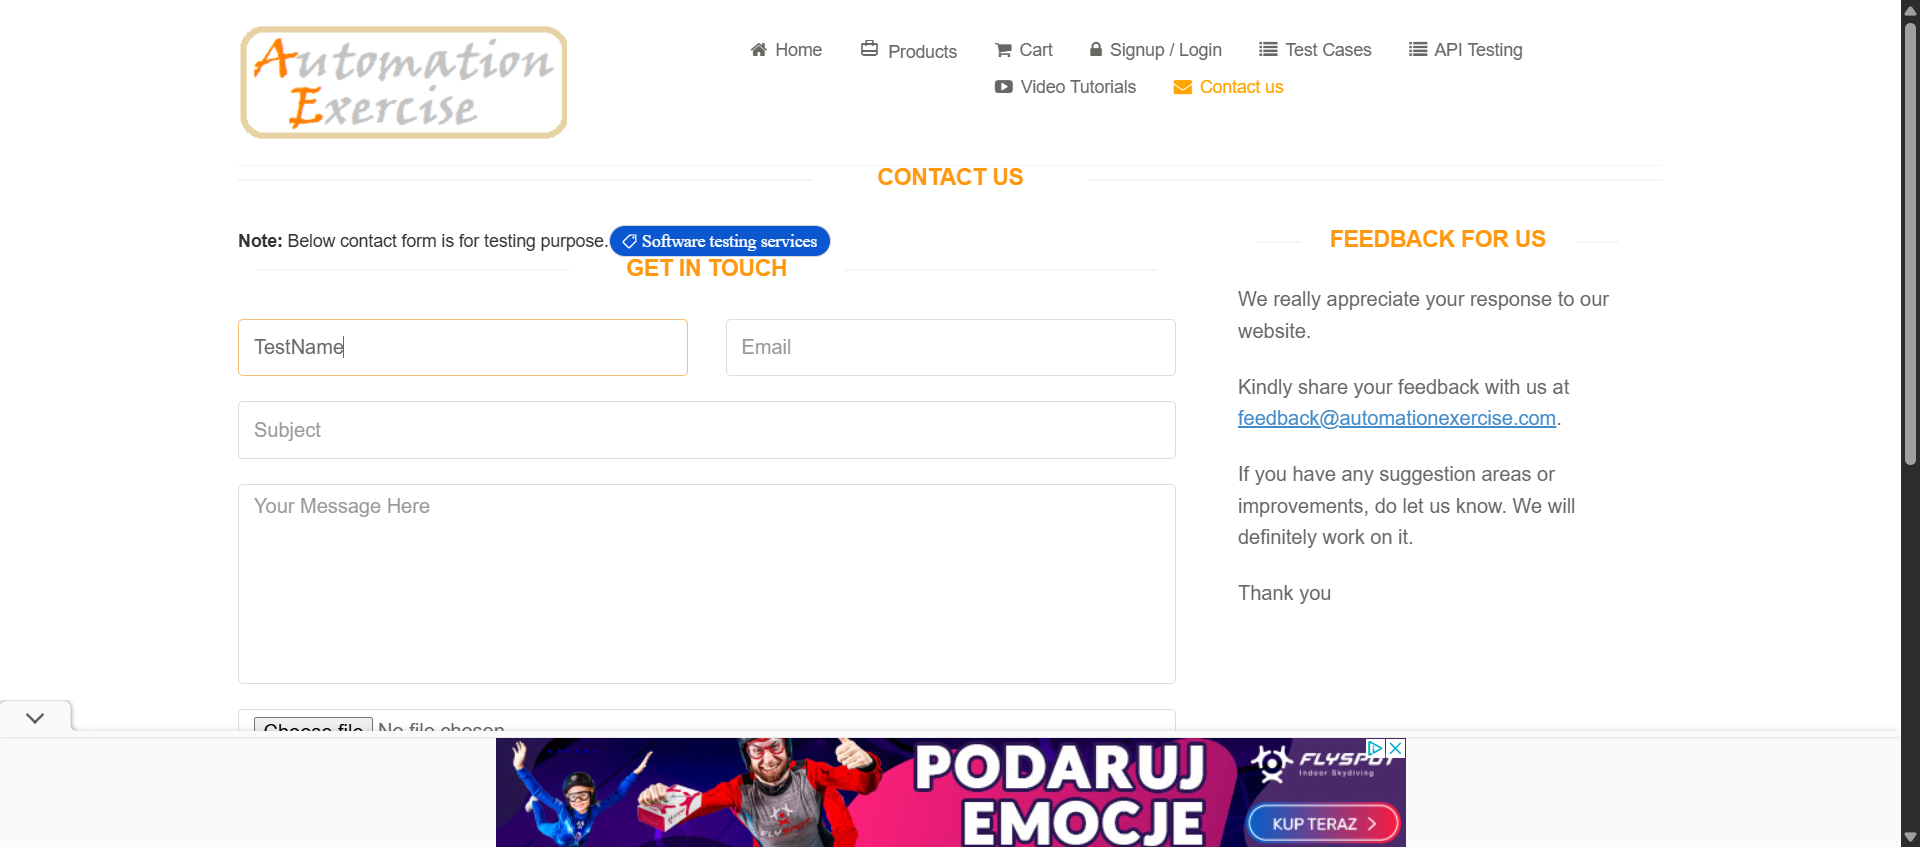 Automation
Exercise
Home
Products
Cart
Signup / Login
Test Cases
API Testing
Video Tutorials
Contact us
CONTACT US
Note: Below contact form is for testing purpose.
Software testing services
GET IN TOUCH
TestName
Email
Subject
Your Message Here
Choose file No file chosen
FEEDBACK FOR US
We really appreciate your response to our
website.
Kindly share your feedback with us at
feedback@automationexercise.com.
If you have any suggestion areas or
improvements, do let us know. We will
definitely work on it.
Thank you
FLYSPOT
PODARUJ
EMOCJE
FLYSPOT
Indoor Skydiving
KUP TERAZ